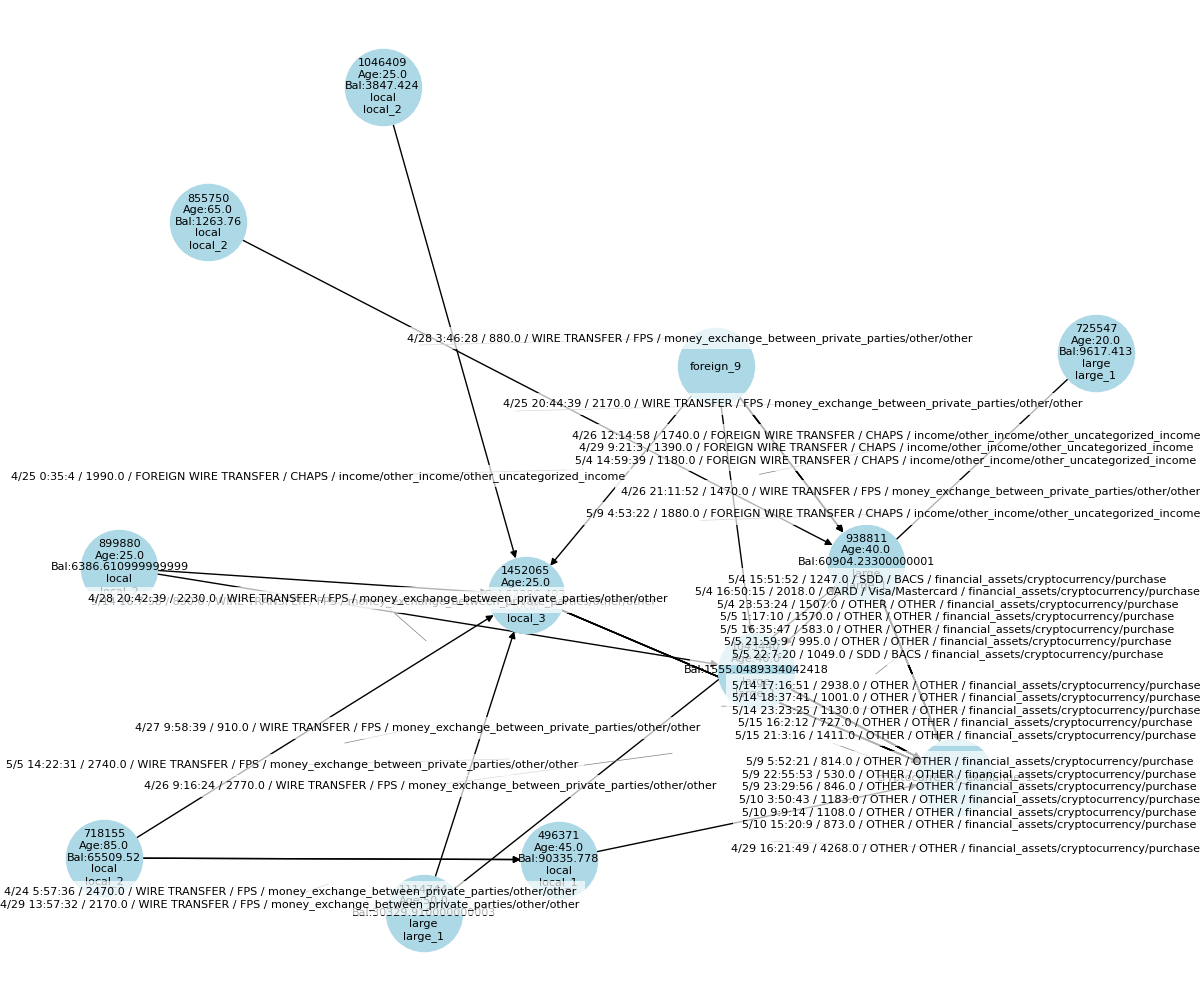 1046409
Age:25.0
Bal:3847.424
local
local_2
855750
Age:65.0
Bal:1263.76
local
local_2
4/28 3:46:28 / 880.0 / WIRE TRANSFER / FPS / money_exchange_between_private_parties/other/other
foreign_9
725547
Age:20.0
Bal:9617.413
large
large_1
4/25 20:44:39 / 2170.0 / WIRE TRANSFER / FPS / money_exchange_between_private_parties/other/other
4/26 12:14:58 / 1740.0 / FOREIGN WIRE TRANSFER / CHAPS / income/other_income/other_uncategorized_income
4/29 9:21:3 / 1390.0 / FOREIGN WIRE TRANSFER / CHAPS / income/other_income/other_uncategorized_income
5/4 14:59:39 / 1180.0 / FOREIGN WIRE TRANSFER / CHAPS / income/other_income/other_uncategorized_income
4/25 0:35:4 / 1990.0 / FOREIGN WIRE TRANSFER / CHAPS / income/other_income/other_uncategorized_income
4/26 21:11:52 / 1470.0 / WIRE TRANSFER / FPS / money_exchange_between_private_parties/other/other
5/9 4:53:22 / 1880.0 / FOREIGN WIRE TRANSFER / CHAPS / income/other_income/other_uncategorized_income
899880
Age:25.0
Bal:6386.610999999999
local
local_2
938811
Age:40.0
Bal:60904.23300000001
large
1452065
Age:25.0
local_3
4/28 20:42:39 / 2230.0 / WIRE TRANSFER / FPS / money_exchange_between_private_parties/other/other
5/4 15:51:52 / 1247.0 / SDD / BACS / financial_assets/cryptocurrency/purchase
5/4 16:50:15 / 2018.0 / CARD / Visa/Mastercard / financial_assets/cryptocurrency/purchase
5/4 23:53:24 / 1507.0 / OTHER / OTHER / financial_assets/cryptocurrency/purchase
5/5 1:17:10 / 1570.0 / OTHER / OTHER / financial_assets/cryptocurrency/purchase
5/5 16:35:47 / 583.0 / OTHER / OTHER / financial_assets/cryptocurrency/purchase
5/5 21:59:9 / 995.0 / OTHER / OTHER / financial_assets/cryptocurrency/purchase
5/5 22:7:20 / 1049.0 / SDD / BACS / financial_assets/cryptocurrency/purchase
Bal:1555.0489334042418
5/14 17:16:51 / 2938.0 / OTHER / OTHER / financial_assets/cryptocurrency/purchase
5/14 18:37:41 / 1001.0 / OTHER / OTHER / financial_assets/cryptocurrency/purchase
5/14 23:23:25 / 1130.0 / OTHER / OTHER / financial_assets/cryptocurrency/purchase
5/15 16:2:12 / 727.0 / OTHER / OTHER / financial_assets/cryptocurrency/purchase
5/15 21:3:16 / 1411.0 / OTHER / OTHER / financial_assets/cryptocurrency/purchase
4/27 9:58:39 / 910.0 / WIRE TRANSFER / FPS / money_exchange_between_private_parties/other/other
5/5 14:22:31 / 2740.0 / WIRE TRANSFER / FPS / money_exchange_between_private_parties/other/other
4/26 9:16:24 / 2770.0 / WIRE TRANSFER / FPS / money_exchange_between_private_parties/other/other
5/9 5:52:21 / 814.0 / OTHER / OTHER / financial_assets/cryptocurrency/purchase
5/9 22:55:53 / 530.0 / OTHER / OTHER / financial_assets/cryptocurrency/purchase
5/9 23:29:56 / 846.0 / OTHER / OTHER / financial_assets/cryptocurrency/purchase
5/10 3:50:43 / 1183.0 / OTHER / OTHER / financial_assets/cryptocurrency/purchase
5/10 9:9:14 / 1108.0 / OTHER / OTHER / financial_assets/cryptocurrency/purchase
5/10 15:20:9 / 873.0 / OTHER / OTHER / financial_assets/cryptocurrency/purchase
4/29 16:21:49 / 4268.0 / OTHER / OTHER / financial_assets/cryptocurrency/purchase
718155
Age:85.0
Bal:65509.52
local
local_2
496371
Age:45.0
Bal:90335.778
local
local_1
4/24 5:57:36 / 2470.0 / WIRE TRANSFER / FPS / money_exchange_between_private_parties/other/other
4/29 13:57:32 / 2170.0 / WIRE TRANSFER / FPS / money_exchange_between_private_parties/other/other
Bal:30329.910000000003
large
large_1